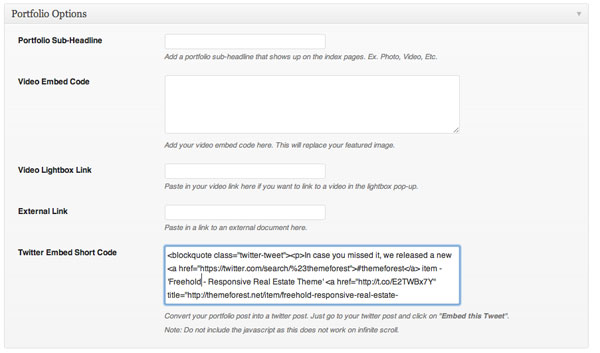 Portfolio Options
Portfolio Sub-Headline
Add a portfolio sub-headline that shows up on the index pages. Ex. Photo, Video, Etc.
Video Embed Code
Add your video embed code here. This will replace your featured image.
Video Lightbox Link
Paste in your video link here if you want to link to a video in the lightbox pop-up.
External Link
Paste in a link to an external document here.
Twitter Embed Short Code
<blockquote class="twitter-tweet"><p>In case you missed it, we released a new
<a href="https://twitter.com/search/%23themeforest">#themeforest</a> item -
'Freehold - Responsive Real Estate Theme' <a href="http://t.co/E2TWBx7Y"
title="http://themeforest.net/item/freehold-responsive-real-estate-
Convert your portfolio post into a twitter post. Just go to your twitter post and click on "Embed this Tweet".
Note: Do not include the javascript as this does not work on infinite scroll.